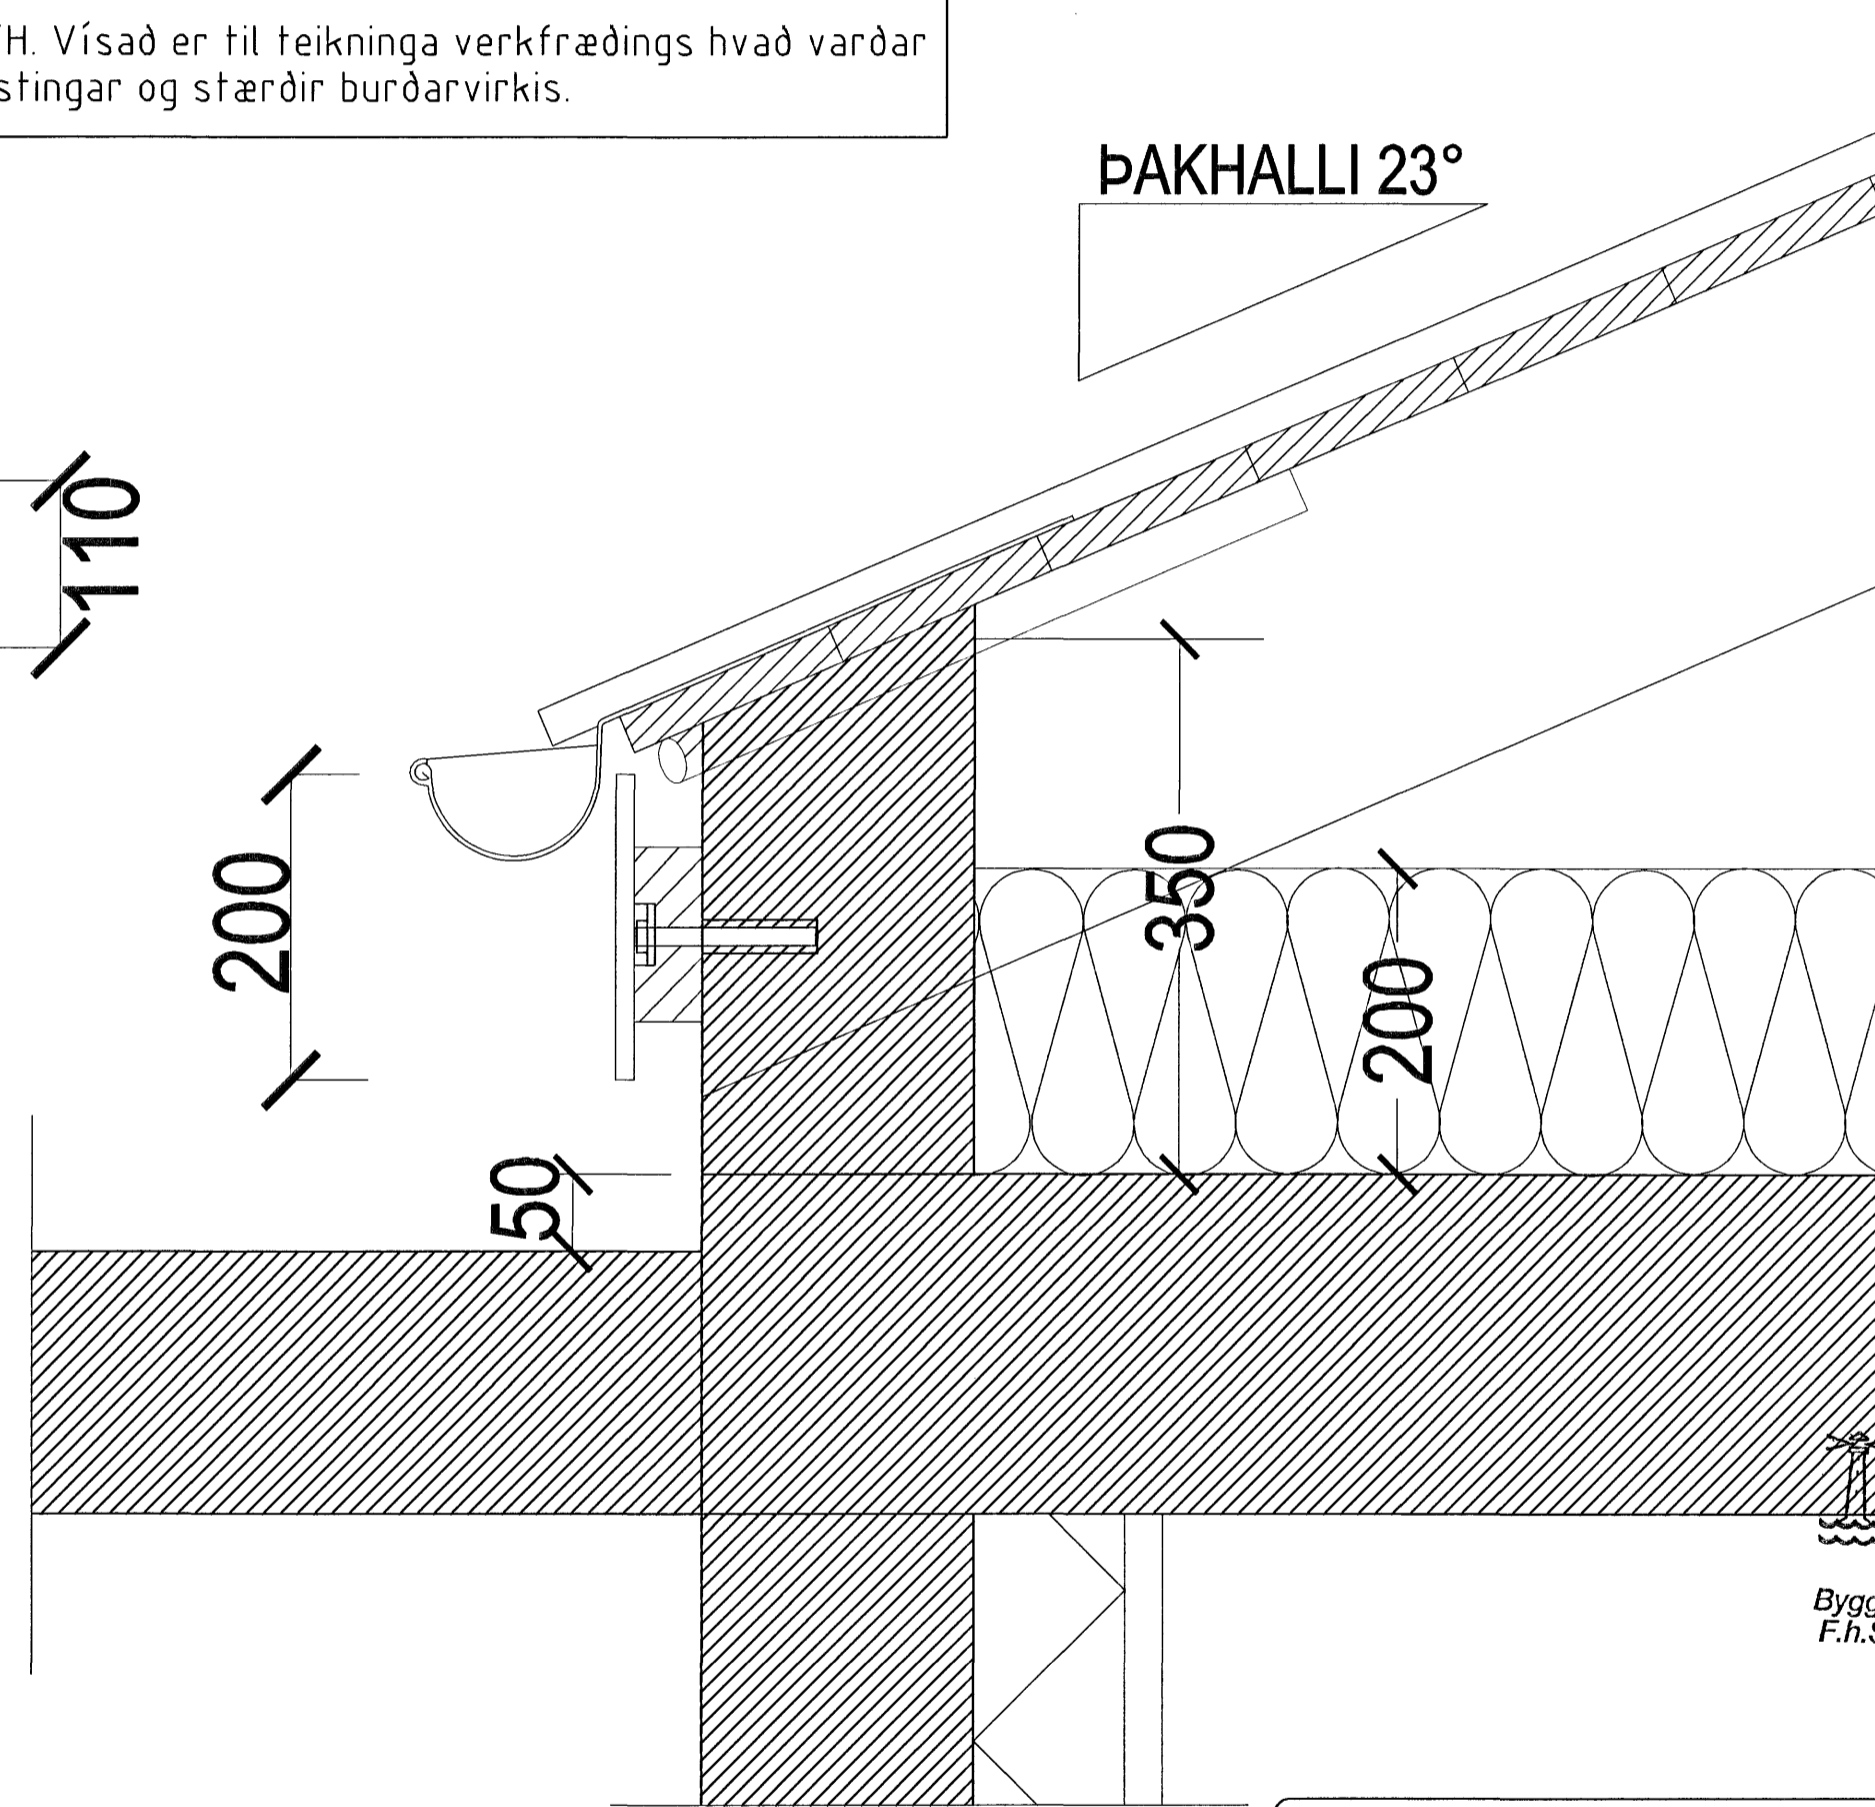 H. Vísað er til teikninga verkfræðings hvað varðar
stingar og stærðir burðarvirkis.
ÞAKHALLI 23°
110
200
350
200
50
Bygg
F.h.S